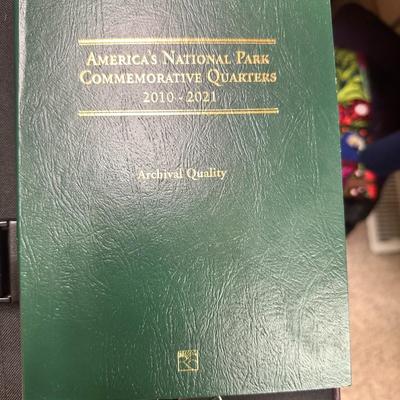 AMERICA'S NATIONAL PARK
COMMEMORATIVE QUARTERS
2010 - 2021
Archival Quality